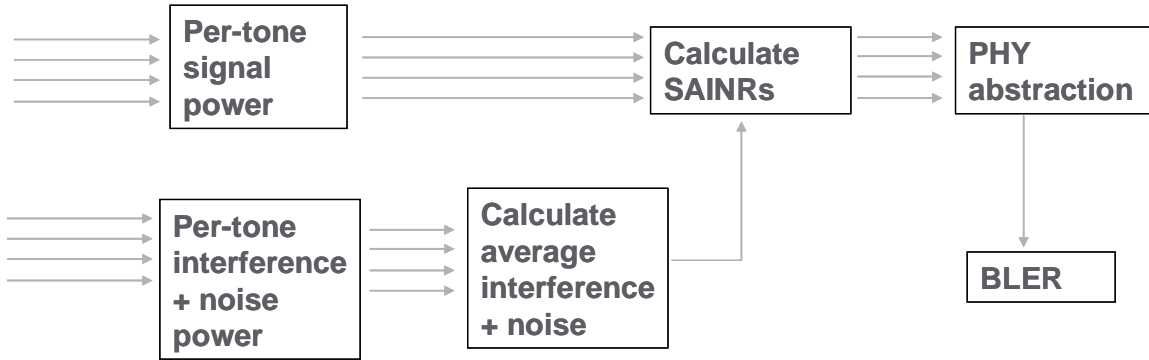 Per-tone
signal
power
Calculate
SAINRs
PHY
abstraction
Per-tone
interference
+ noise
power
Calculate
average
interference
+ noise
BLER